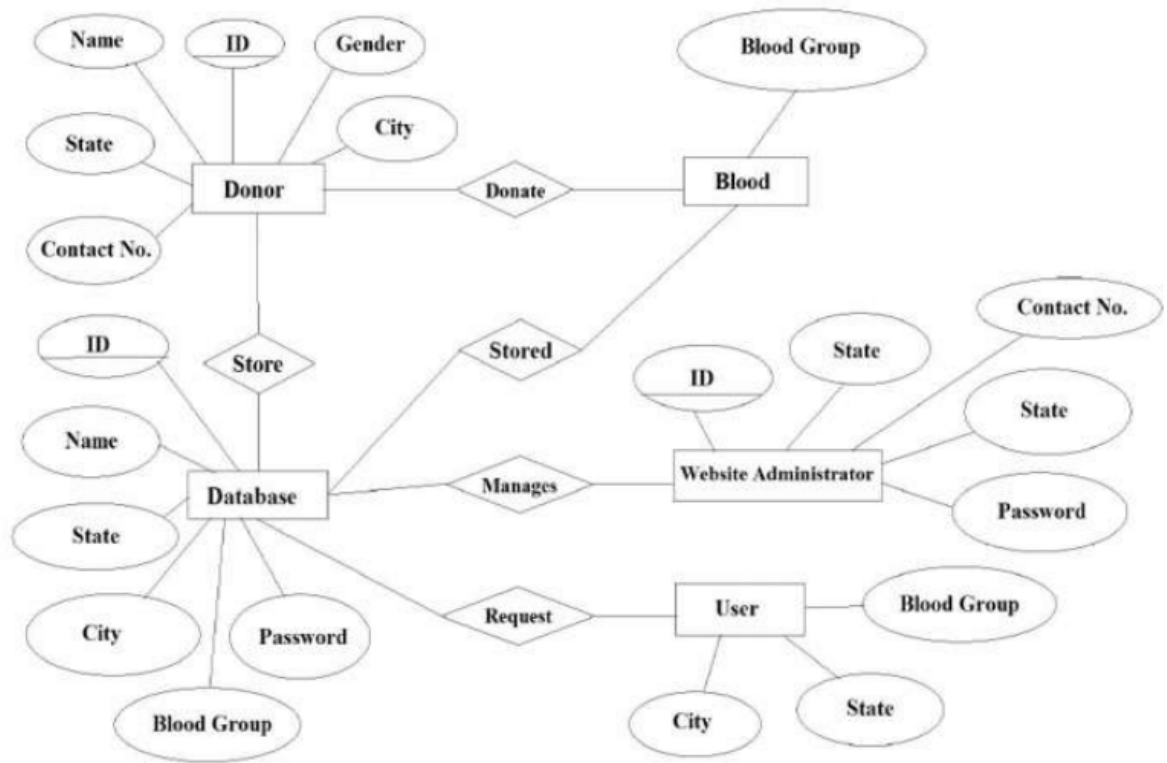 Name
ID
Gender
Blood Group
State
City
Donor
Donate
Blood
Contact No.
ID
Store
Stored
Contact No.
ID
State
Name
State
Database
Manages
Website Administrator
State
Password
City
Password
Request
User
Blood Group
Blood Group
City
State